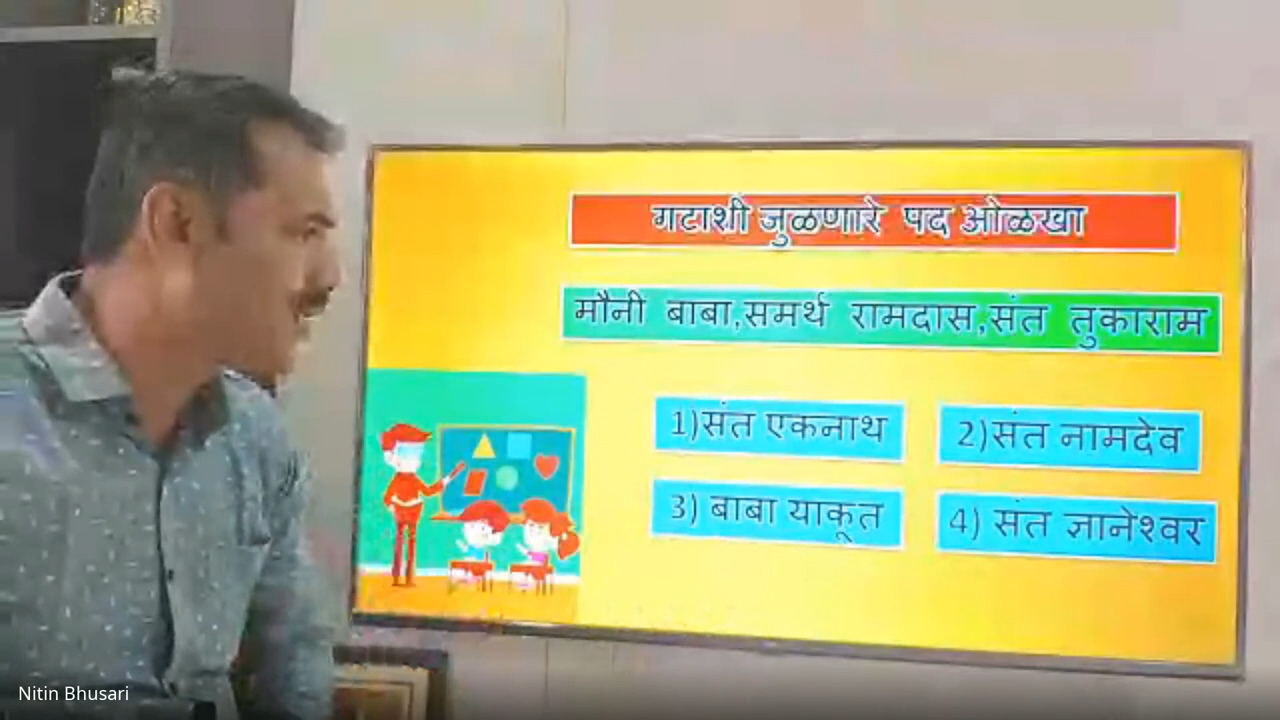 गटाशी जुळणारे पद ओळखा
मौनी बाबा,समर्थ रामदास,संत तुकाराम
1)संत एकनाथ
2)संत नामदेव
3) बाबा याकूत
4) संत ज्ञानेश्वर
Nitin Bhusari